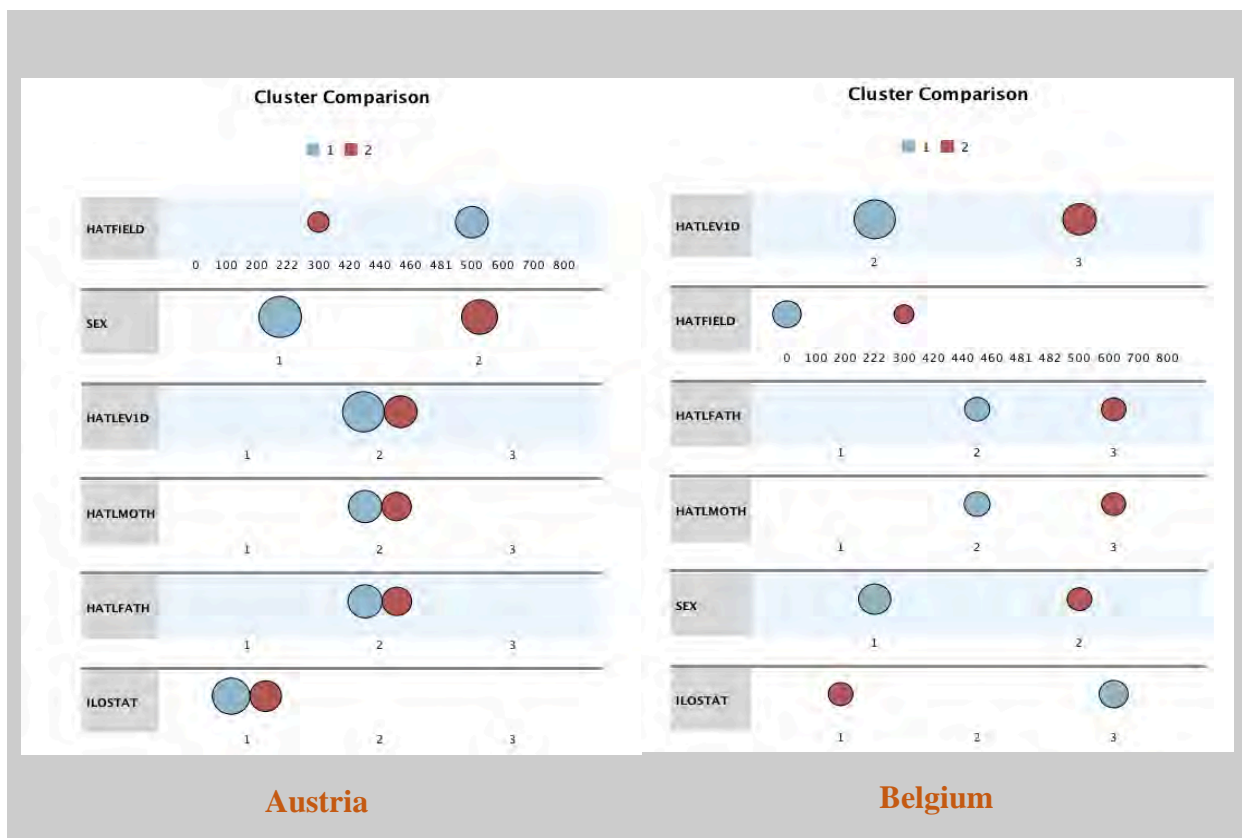 Cluster Comparison
1 2
HATFIELD
0 100 200 222 300 420 440 460 481 500 600 700 800
SEX
1 2
HATLEV1D
1 2 3
HATLMOTH
1 2 3
HATLFATH
1 2 3
ILOSTAT
1 2 3
Austria
Cluster Comparison
1 2
HATLEV1D
2 3
HATFIELD
0 100 200 222 300 420 440 460 481 482 500 600 700 800
HATLFATH
1 2 3
HATLMOTH
1 2 3
SEX
1 2
ILOSTAT
1 2 3
Belgium